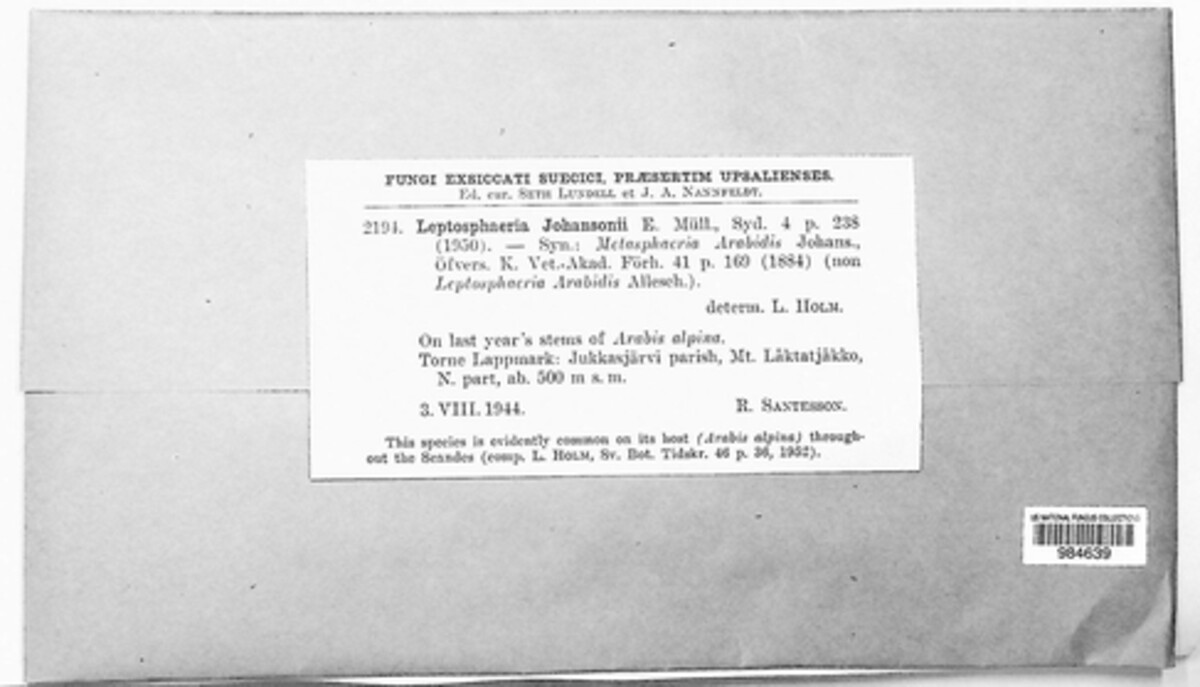 FUNGI EXSICCATI SUECICI, PRÆSERTIM UPSALIENSES.
Ed. cur. SETH LUNDELL et J. A. NANNFELDT.
2194. Leptosphaeria Johansonii E. Müll., Syd. 4 p. 238
(1950). — Syn.: Metasphaeria Arabidis Johans.,
Öfvers. K. Vet.-Akad. Förh. 41 p. 169 (1884) (non
Leptosphaeria Arabidis Allesch.).
determ. L. HOLM.
On last year's stems of Arabis alpina.
Torne Lappmark: Jukkasjärvi parish, Mt. Låktatjåkko,
N. part, ab. 500 m s. m.
3. VIII. 1944. R. SANTESSON.
This species is evidently common on its host (Arabis alpina) through-
out the Scandes (comp. L. HOLM, Sv. Bot. Tidskr. 46 p. 36, 1952).
US NATIONAL FUNGUS COLLECTIONS
984639